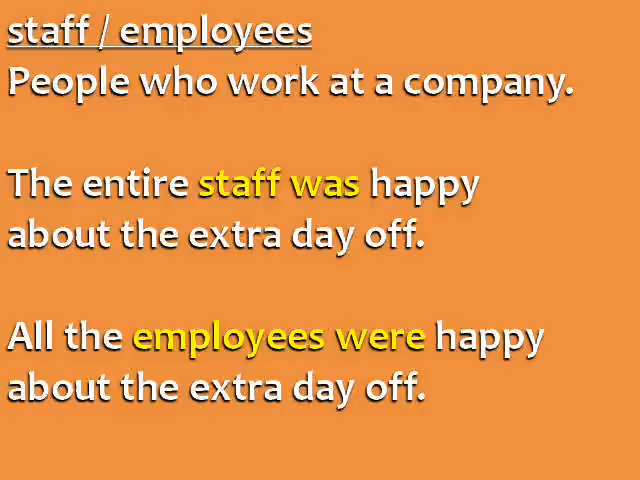 staff / employees
People who work at a company.
The entire staff was happy
about the extra day off.
All the employees were happy
about the extra day off.